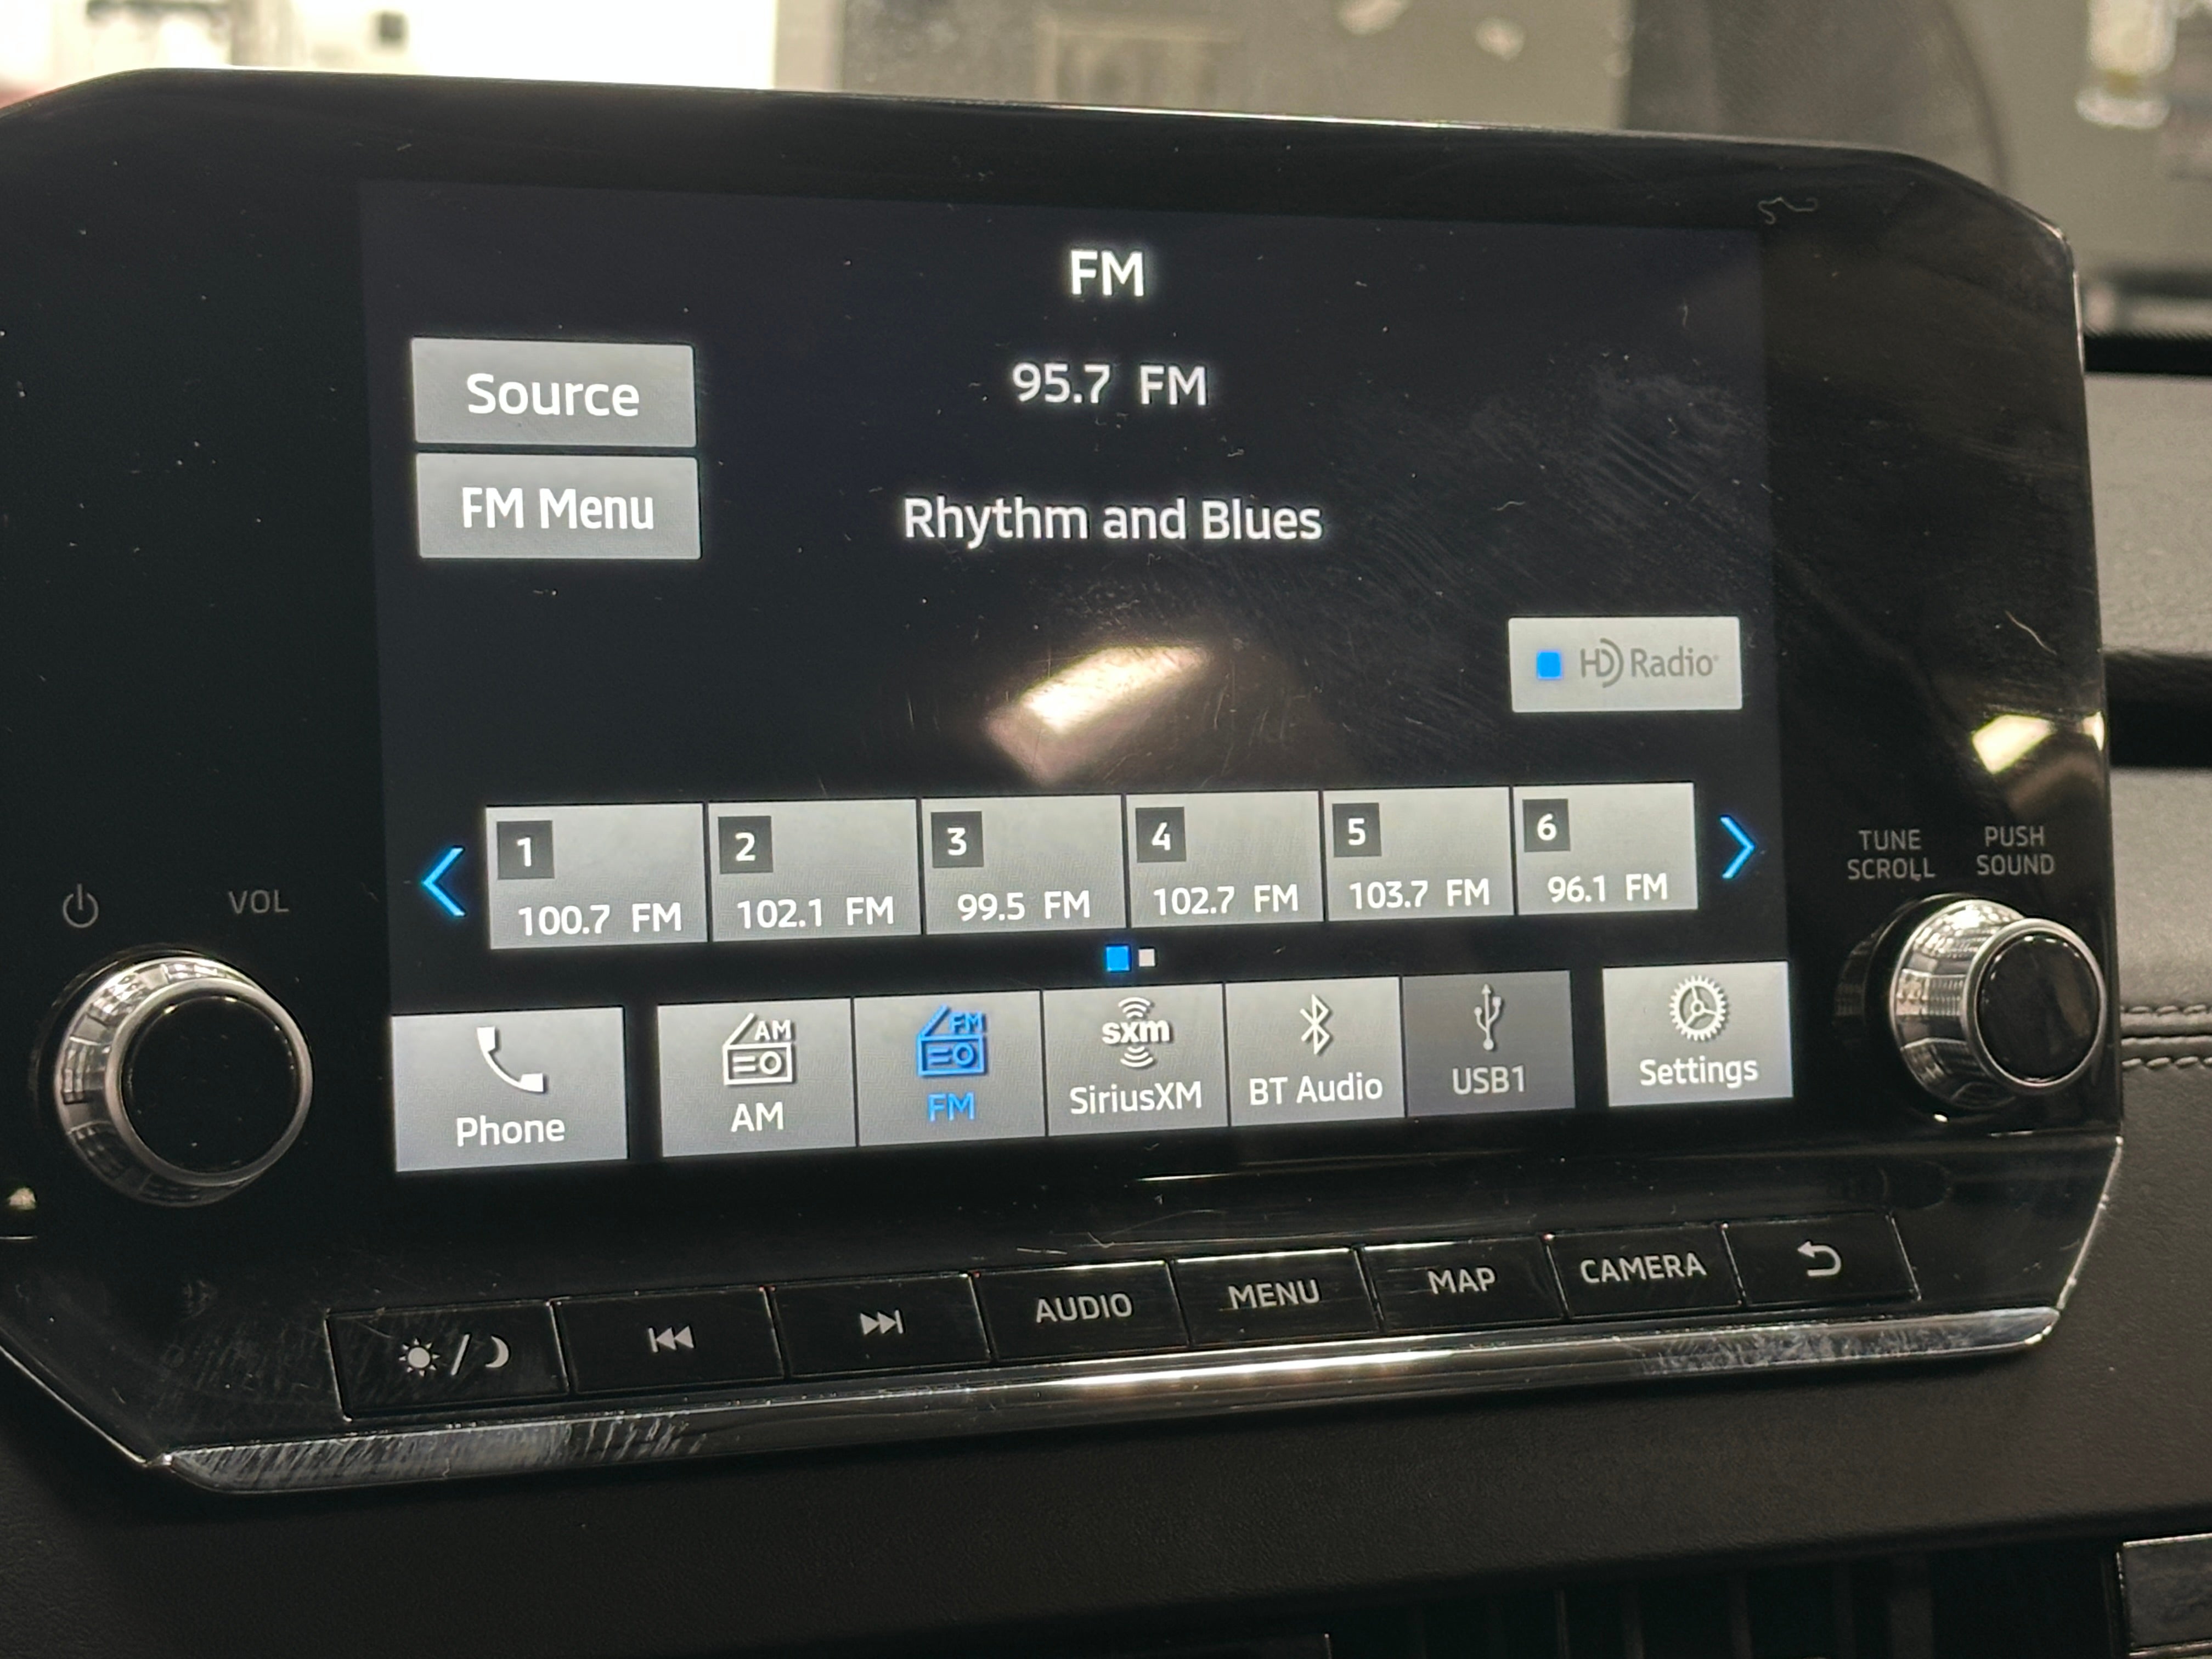 FM
95.7 FM
Source
FM Menu
Rhythm and Blues
HD Radio
1
2
3
4
5
6
100.7 FM
102.1 FM
99.5 FM
102.7 FM
103.7 FM
96.1 FM
TUNE
SCROLL
PUSH
SOUND
VOL
AM
FM
sxm
Phone
AM
FM
SiriusXM
BT Audio
USB1
Settings
AUDIO
MENU
MAP
CAMERA